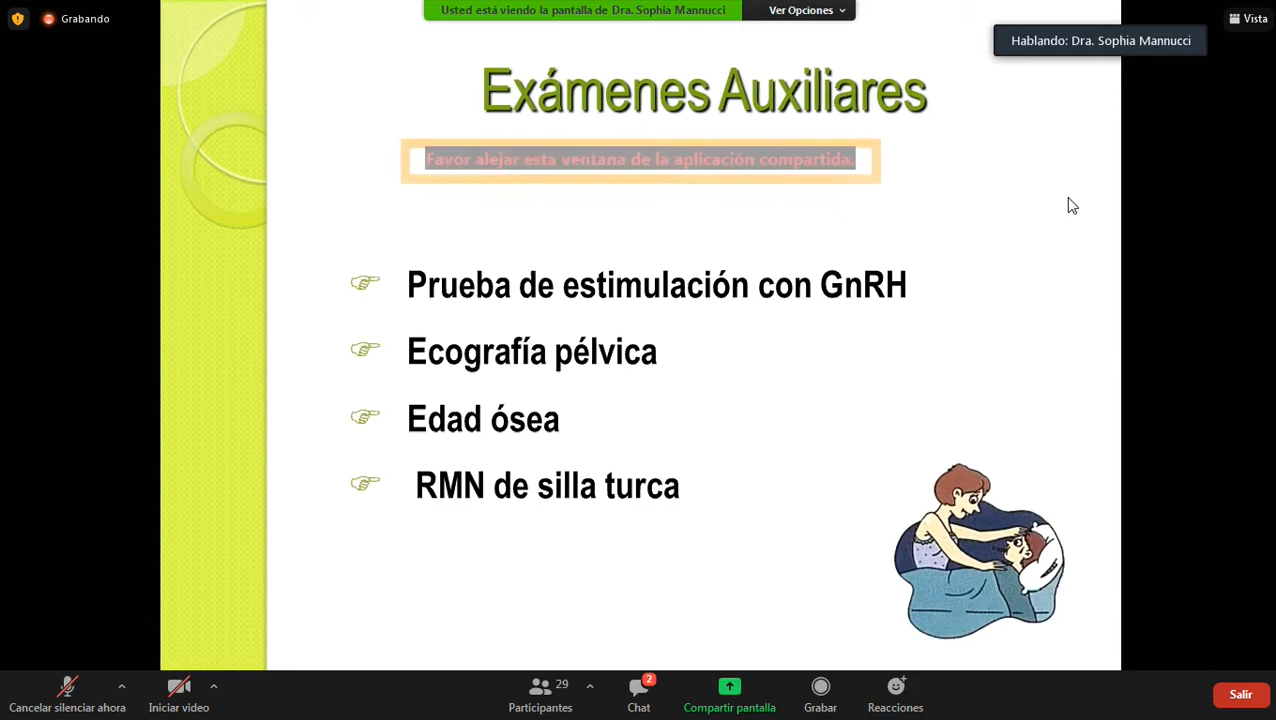 Grabando
Usted está viendo la pantalla de Dra. Sophia Mannucci
Ver Opciones
Vista
Hablando: Dra. Sophia Mannucci
Exámenes Auxiliares
Favor alejar esta ventana de la aplicación compartida.
Prueba de estimulación con GnRH
Ecografía pélvica
Edad ósea
RMN de silla turca
Cancelar silenciar ahora
Iniciar video
29
Participantes
2
Chat
Compartir pantalla
Grabar
Reacciones
Salir